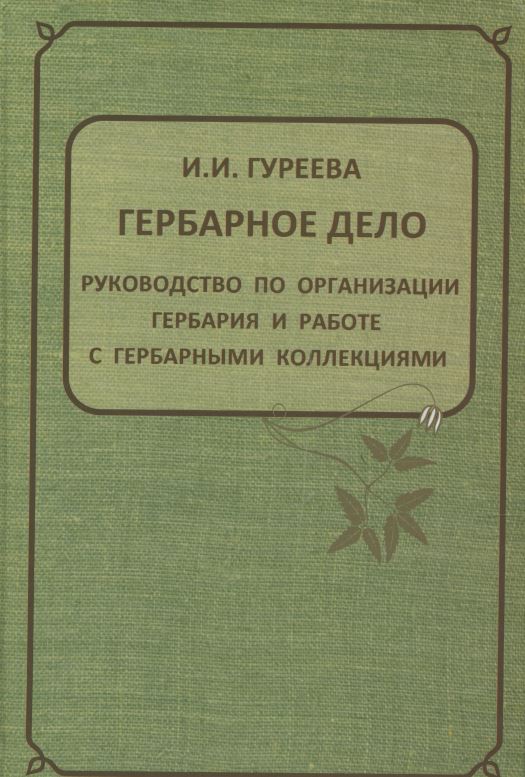 И.И. ГУРЕЕВА
ГЕРБАРНОЕ ДЕЛО
РУКОВОДСТВО ПО ОРГАНИЗАЦИИ
ГЕРБАРИЯ И РАБОТЕ
С ГЕРБАРНЫМИ КОЛЛЕКЦИЯМИ